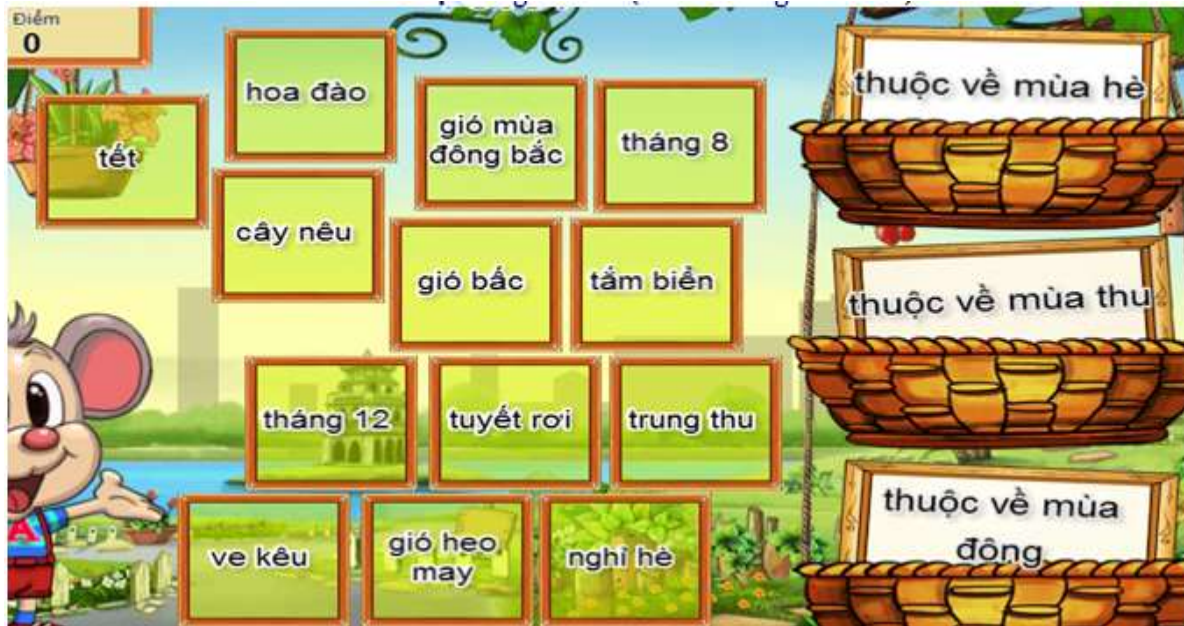 Điểm
0
hoa đào
tết
gió mùa
đông bắc
tháng 8
cây nêu
gió bấc
tắm biển
tháng 12
tuyết rơi
trung thu
ve kêu
gió heo
may
nghỉ hè
thuộc về mùa hè
thuộc về mùa thu
thuộc về mùa
đông
A